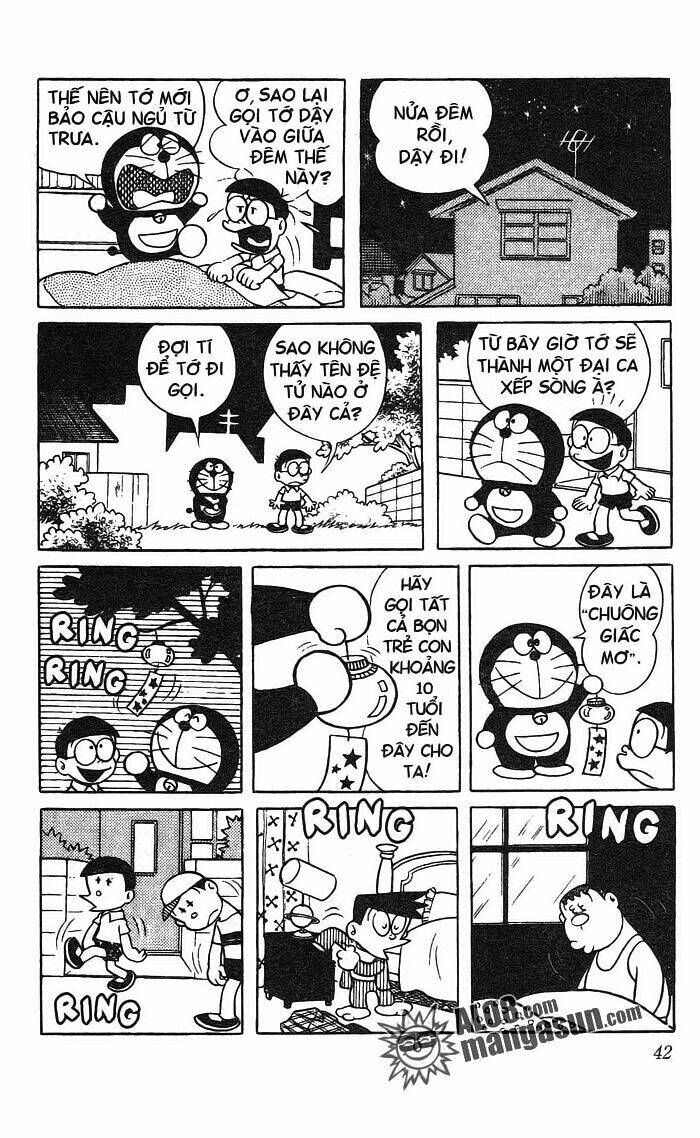 NỬA ĐÊM
RỒI,
DẬY ĐI!
Ơ, SAO LẠI
GỌI TỚ DẬY
VÀO GIỮA
ĐÊM THẾ
NÀY?
THẾ NÊN TỚ MỚI
BẢO CẬU NGỦ TỪ
TRƯA.
TỪ BÂY GIỜ TỚ SẼ
THÀNH MỘT ĐẠI CA
XẾP SÒNG À?
SAO KHÔNG
THẤY TÊN ĐỆ
TỬ NÀO Ở
ĐÂY CẢ?
ĐỢI TÍ
ĐỂ TỚ ĐI
GỌI.
ĐÂY LÀ
"CHUÔNG
GIẤC
MƠ".
HÃY
GỌI TẤT
CẢ BỌN
TRẺ CON
KHOẢNG
10
TUỔI
ĐẾN
ĐÂY CHO
TA!
RING
RING
RING
RING
RING
ALOS.com
mangasun.com
42